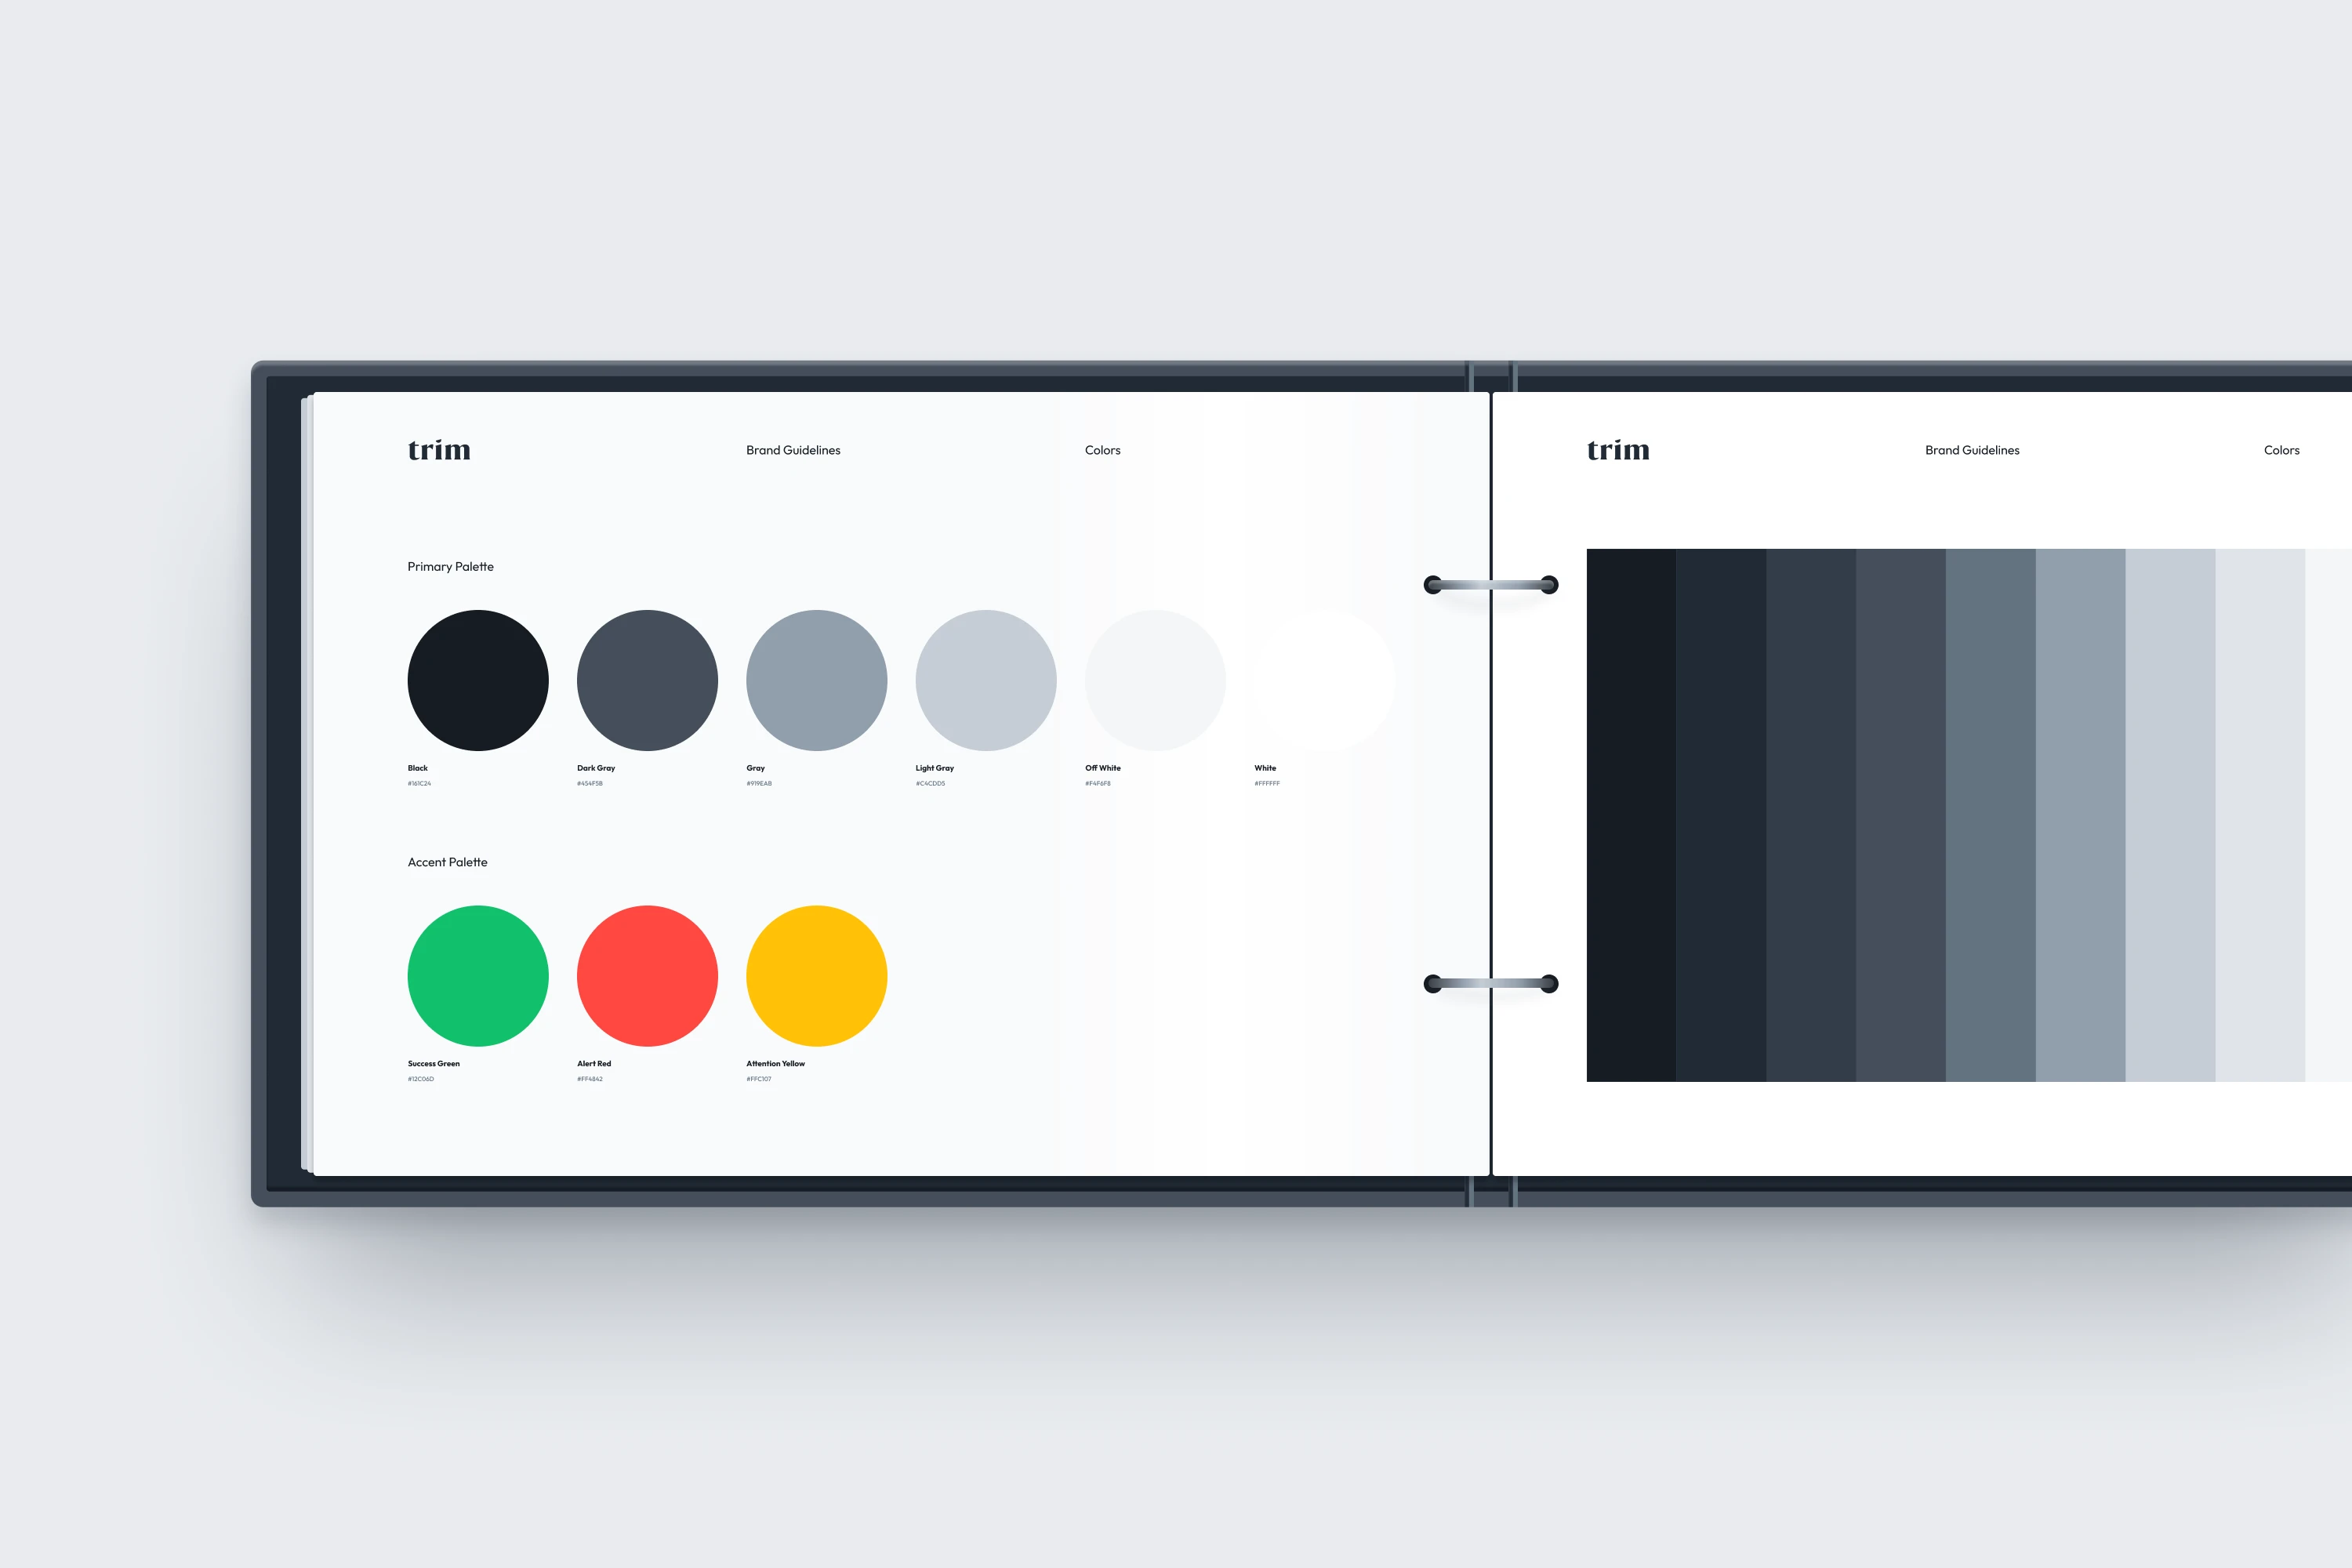 trim
Brand Guidelines
Colors
Primary Palette
Black
#161C24
Dark Gray
#454F5B
Gray
#919EAB
Light Gray
#C4CDD5
Off White
#F4F6F8
White
#FFFFFF
Accent Palette
Success Green
#12C06D
Alert Red
#FF4842
Attention Yellow
#FFC107
trim
Brand Guidelines
Colors